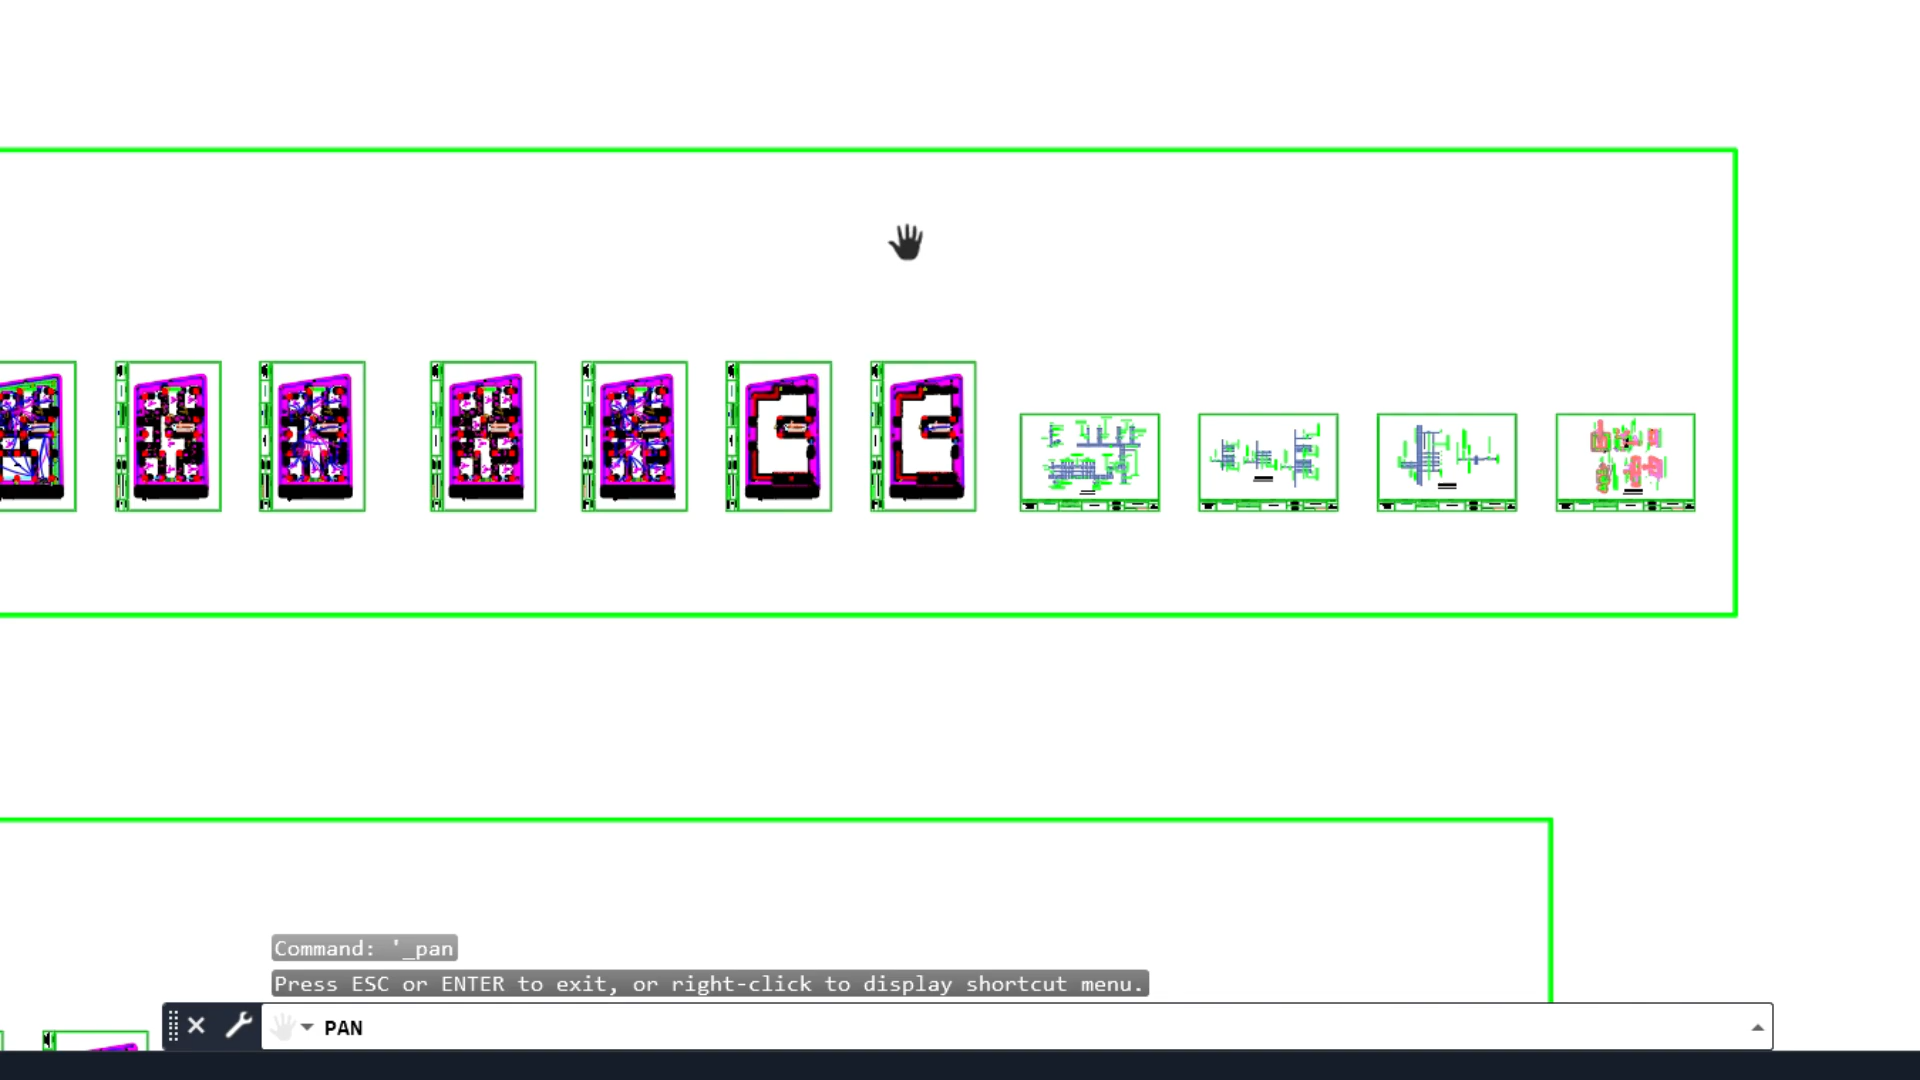 Command: '_pan
Press ESC or ENTER to exit, or right-click to display shortcut menu.
PAN